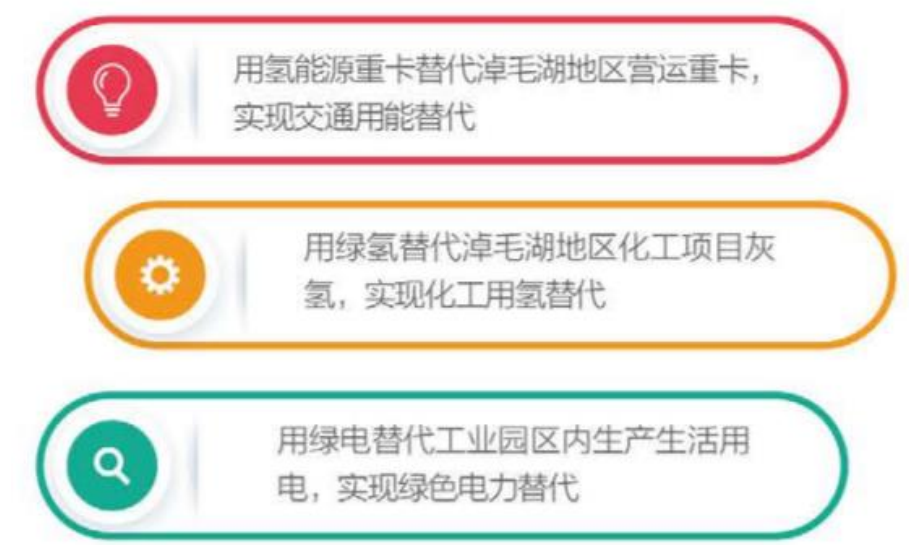 用氢能源重卡替代淖毛湖地区营运重卡，
实现交通用能替代
用绿氢替代淖毛湖地区化工项目灰
氢，实现化工用氢替代
用绿电替代工业园区内生产生活用
电，实现绿色电力替代